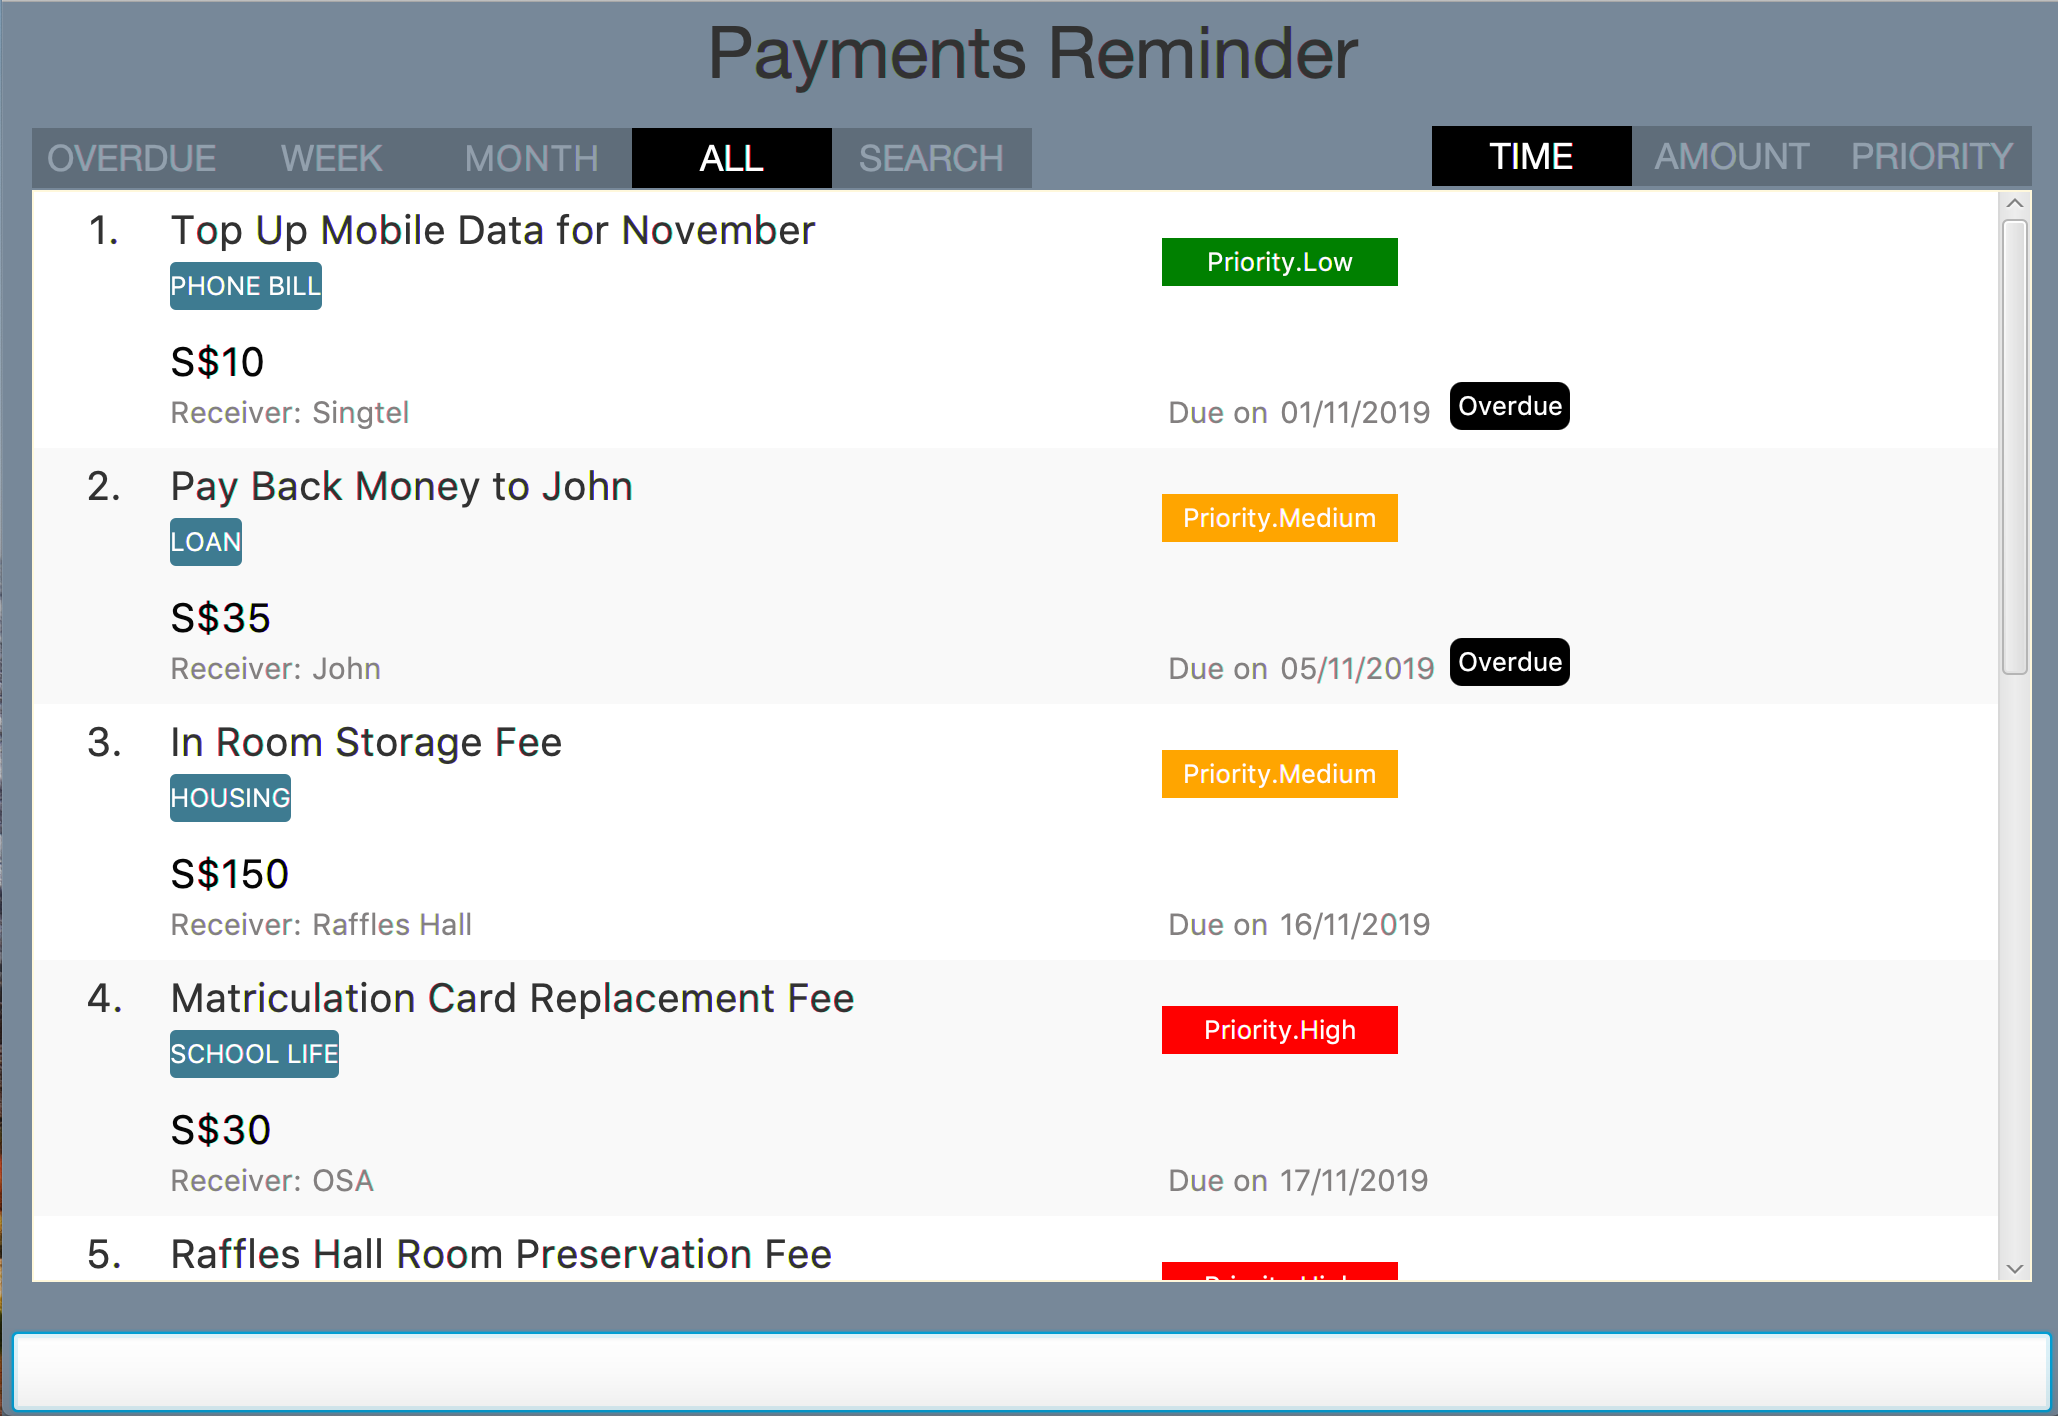 Payments Reminder
OVERDUE WEEK MONTH ALL SEARCH TIME AMOUNT PRIORITY
1. Top Up Mobile Data for November
Priority.Low
PHONE BILL
S$10
Receiver: Singtel Due on 01/11/2019 Overdue
2. Pay Back Money to John
Priority.Medium
LOAN
S$35
Receiver: John Due on 05/11/2019 Overdue
3. In Room Storage Fee
Priority.Medium
HOUSING
S$150
Receiver: Raffles Hall Due on 16/11/2019
4. Matriculation Card Replacement Fee
Priority.High
SCHOOL LIFE
S$30
Receiver: OSA Due on 17/11/2019
5. Raffles Hall Room Preservation Fee
Priority.High